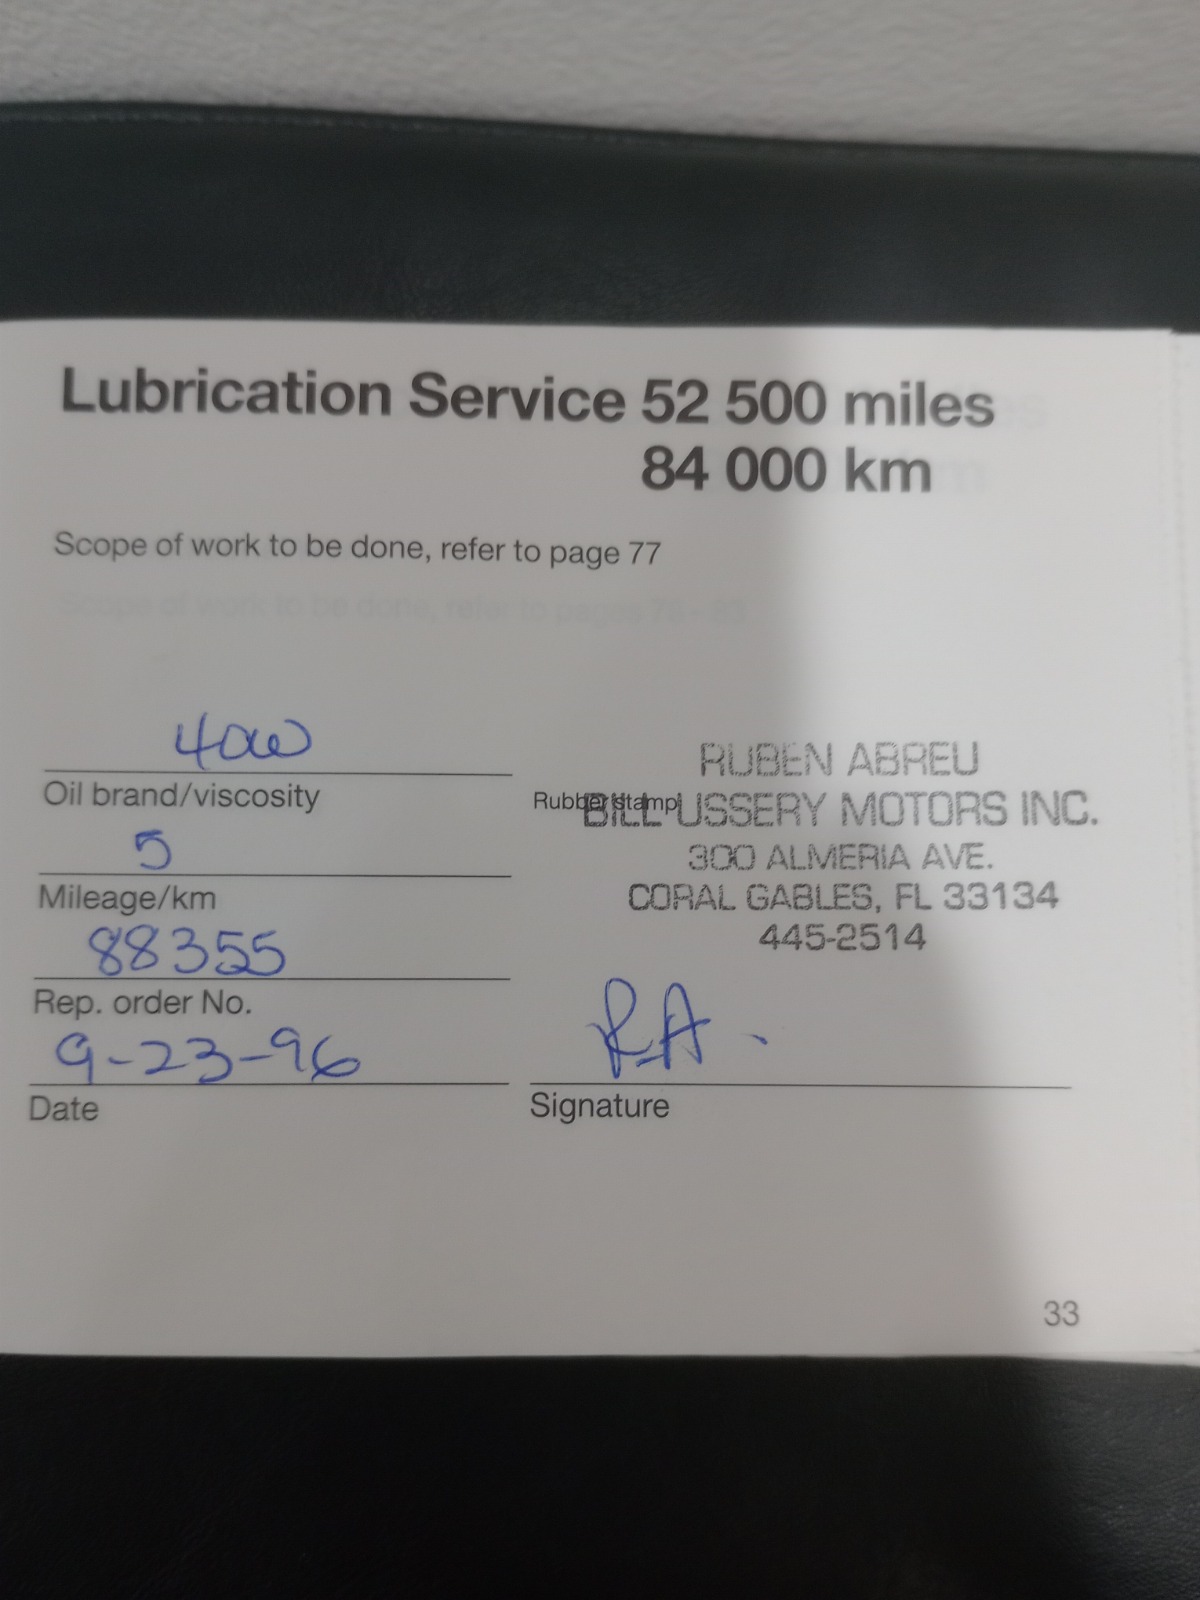 Lubrication Service 52 500 miles
84 000 km
Scope of work to be done, refer to page 77
40W
Oil brand/viscosity
5
Mileage/km
88355
Rep. order No.
9-23-96
Date
RUBEN ABREU
Rubber stamp
BILL USSERY MOTORS INC.
300 ALMERIA AVE.
CORAL GABLES, FL 33134
445-2514
RA.
Signature
33